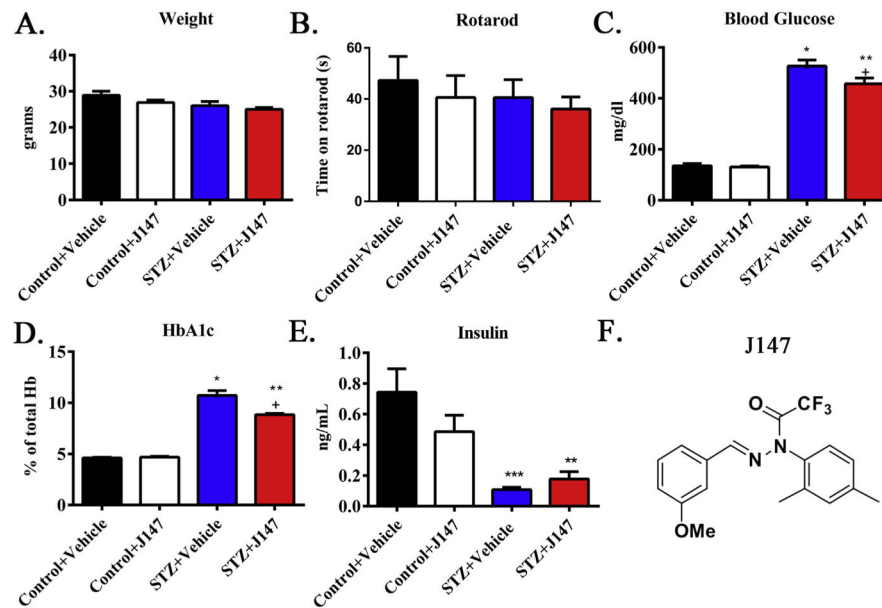 A.
Weight
grams
40
30
20
10
0
Control+Vehicle
Control+J147
STZ+Vehicle
STZ+J147
B.
Rotarod
Time on rotarod (s)
60
40
20
0
Control+Vehicle
Control+J147
STZ+Vehicle
STZ+J147
C.
Blood Glucose
mg/dl
600
400
200
0
*
**
+
Control+Vehicle
Control+J147
STZ+Vehicle
STZ+J147
D.
HbA1c
% of total Hb
15
10
5
0
*
**
+
Control+Vehicle
Control+J147
STZ+Vehicle
STZ+J147
E.
Insulin
ng/mL
1.0
0.8
0.6
0.4
0.2
0.0
***
**
Control+Vehicle
Control+J147
STZ+Vehicle
STZ+J147
F.
J147
O
CF3
N
N
OMe